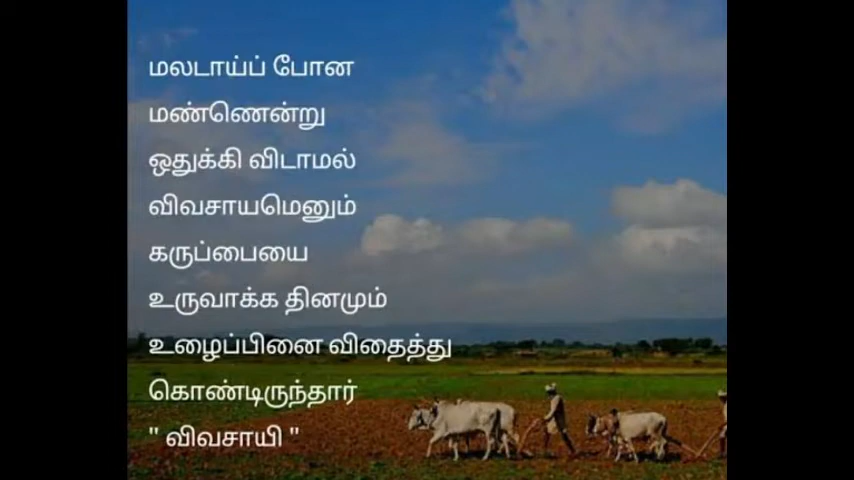 மலடாய்ப் போன
மண்ணென்று
ஒதுக்கி விடாமல்
விவசாயமெனும்
கருப்பையை
உருவாக்க தினமும்
உழைப்பினை விதைத்து
கொண்டிருந்தார்
" விவசாயி "